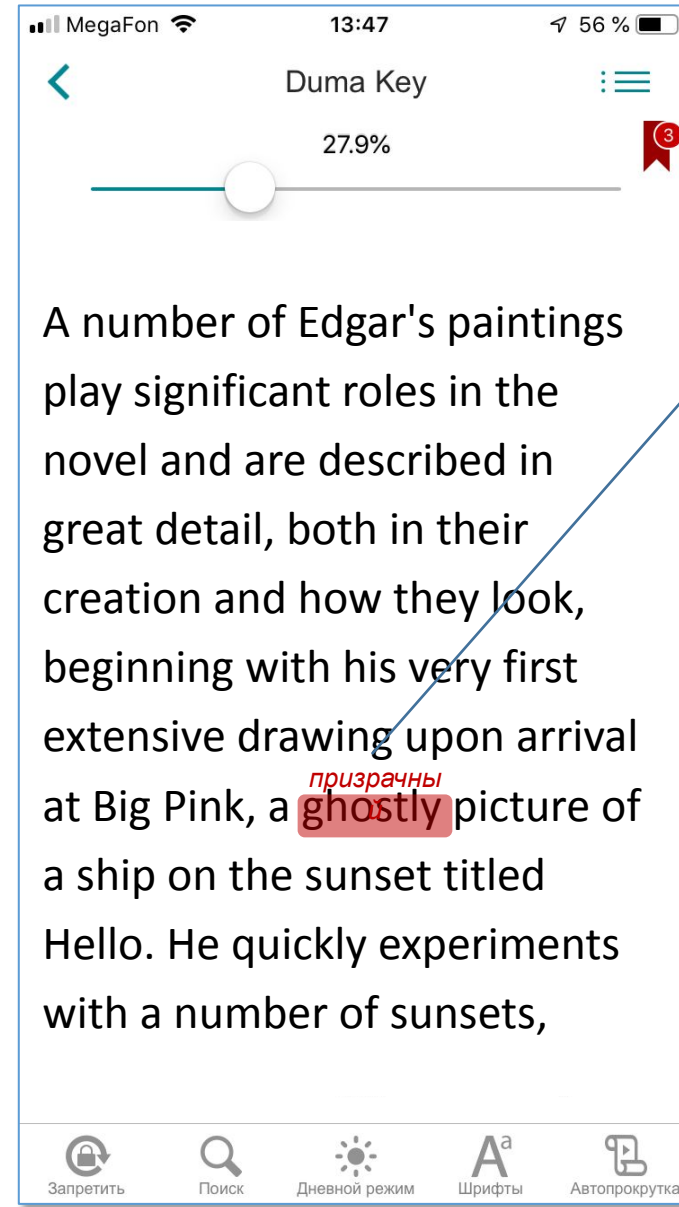 MegaFon 13:47 56 %
Duma Key
27.9%
3
A number of Edgar's paintings
play significant roles in the
novel and are described in
great detail, both in their
creation and how they look,
beginning with his very first
extensive drawing upon arrival
призрачны
й
at Big Pink, a ghostly picture of
a ship on the sunset titled
Hello. He quickly experiments
with a number of sunsets,
Запретить Поиск Дневной режим Aa Шрифты Автопрокрутка